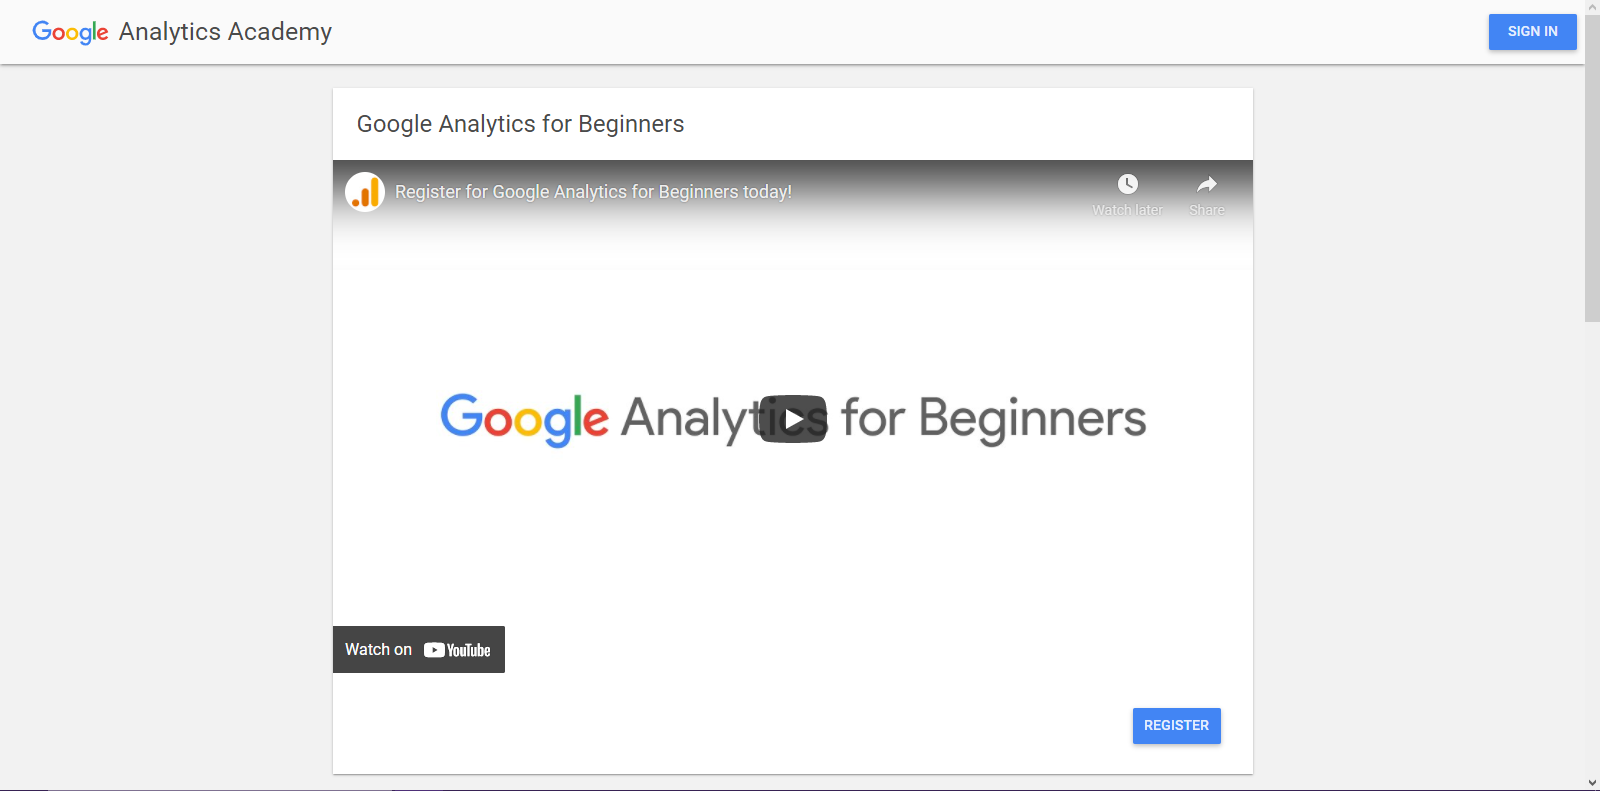 Google Analytics Academy
SIGN IN
Google Analytics for Beginners
Register for Google Analytics for Beginners today!
Watch later
Share
Google Analytics for Beginners
Watch on YouTube
REGISTER